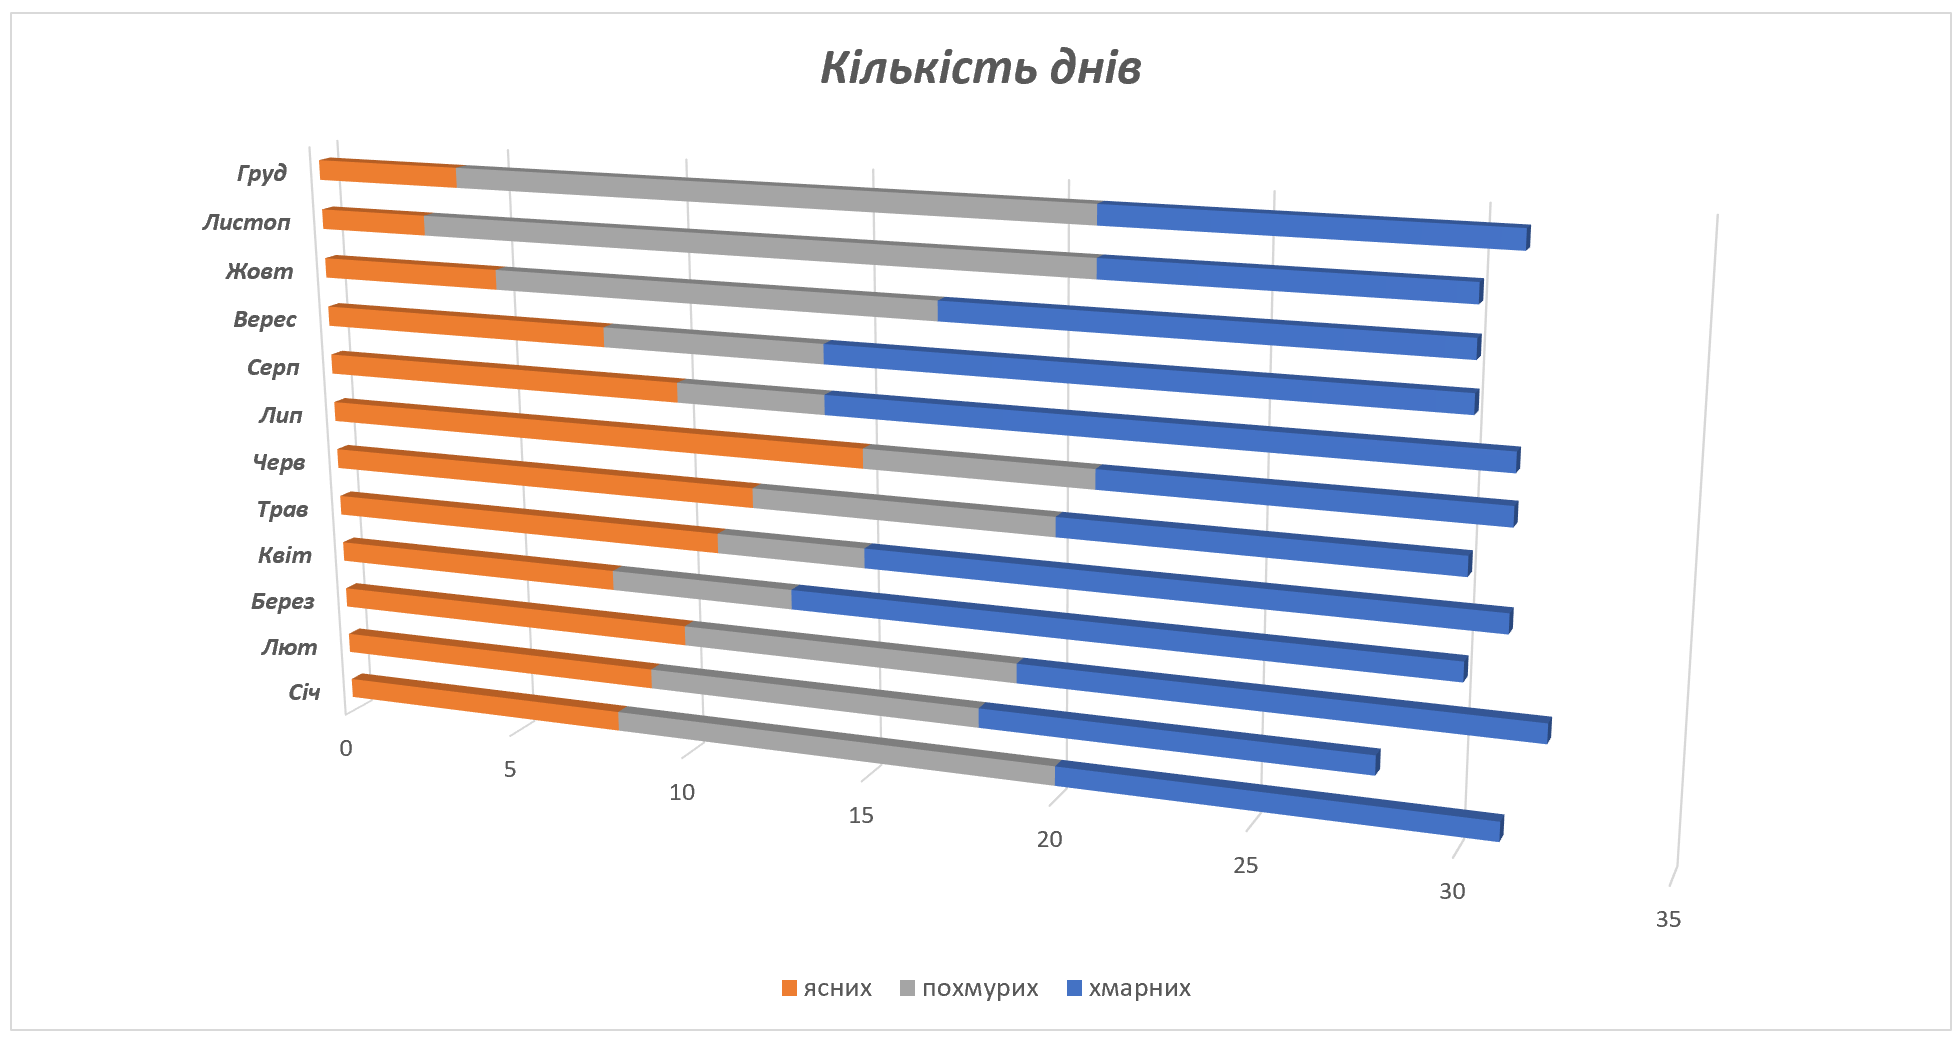 Кількість днів
Груд
Листоп
Жовт
Верес
Серп
Лип
Черв
Трав
Квіт
Берез
Лют
Січ
0
5
10
15
20
25
30
35
ясних похмурих хмарних